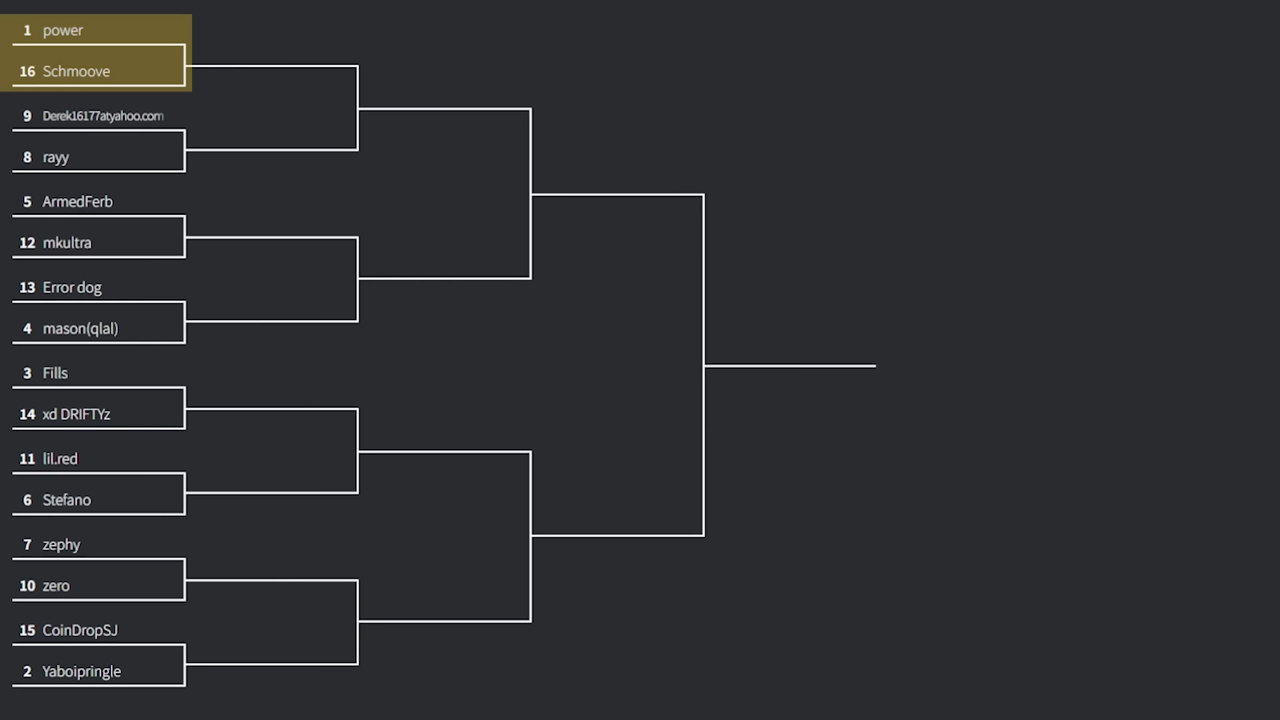 1 power
16 Schmoove
9 Derek16177atyahoo.com
8 rayy
5 ArmedFerb
12 mkultra
13 Error dog
4 mason(qlal)
3 Fills
14 xd DRIFTYz
11 lil.red
6 Stefano
7 zephy
10 zero
15 CoinDropSJ
2 Yaboipringle